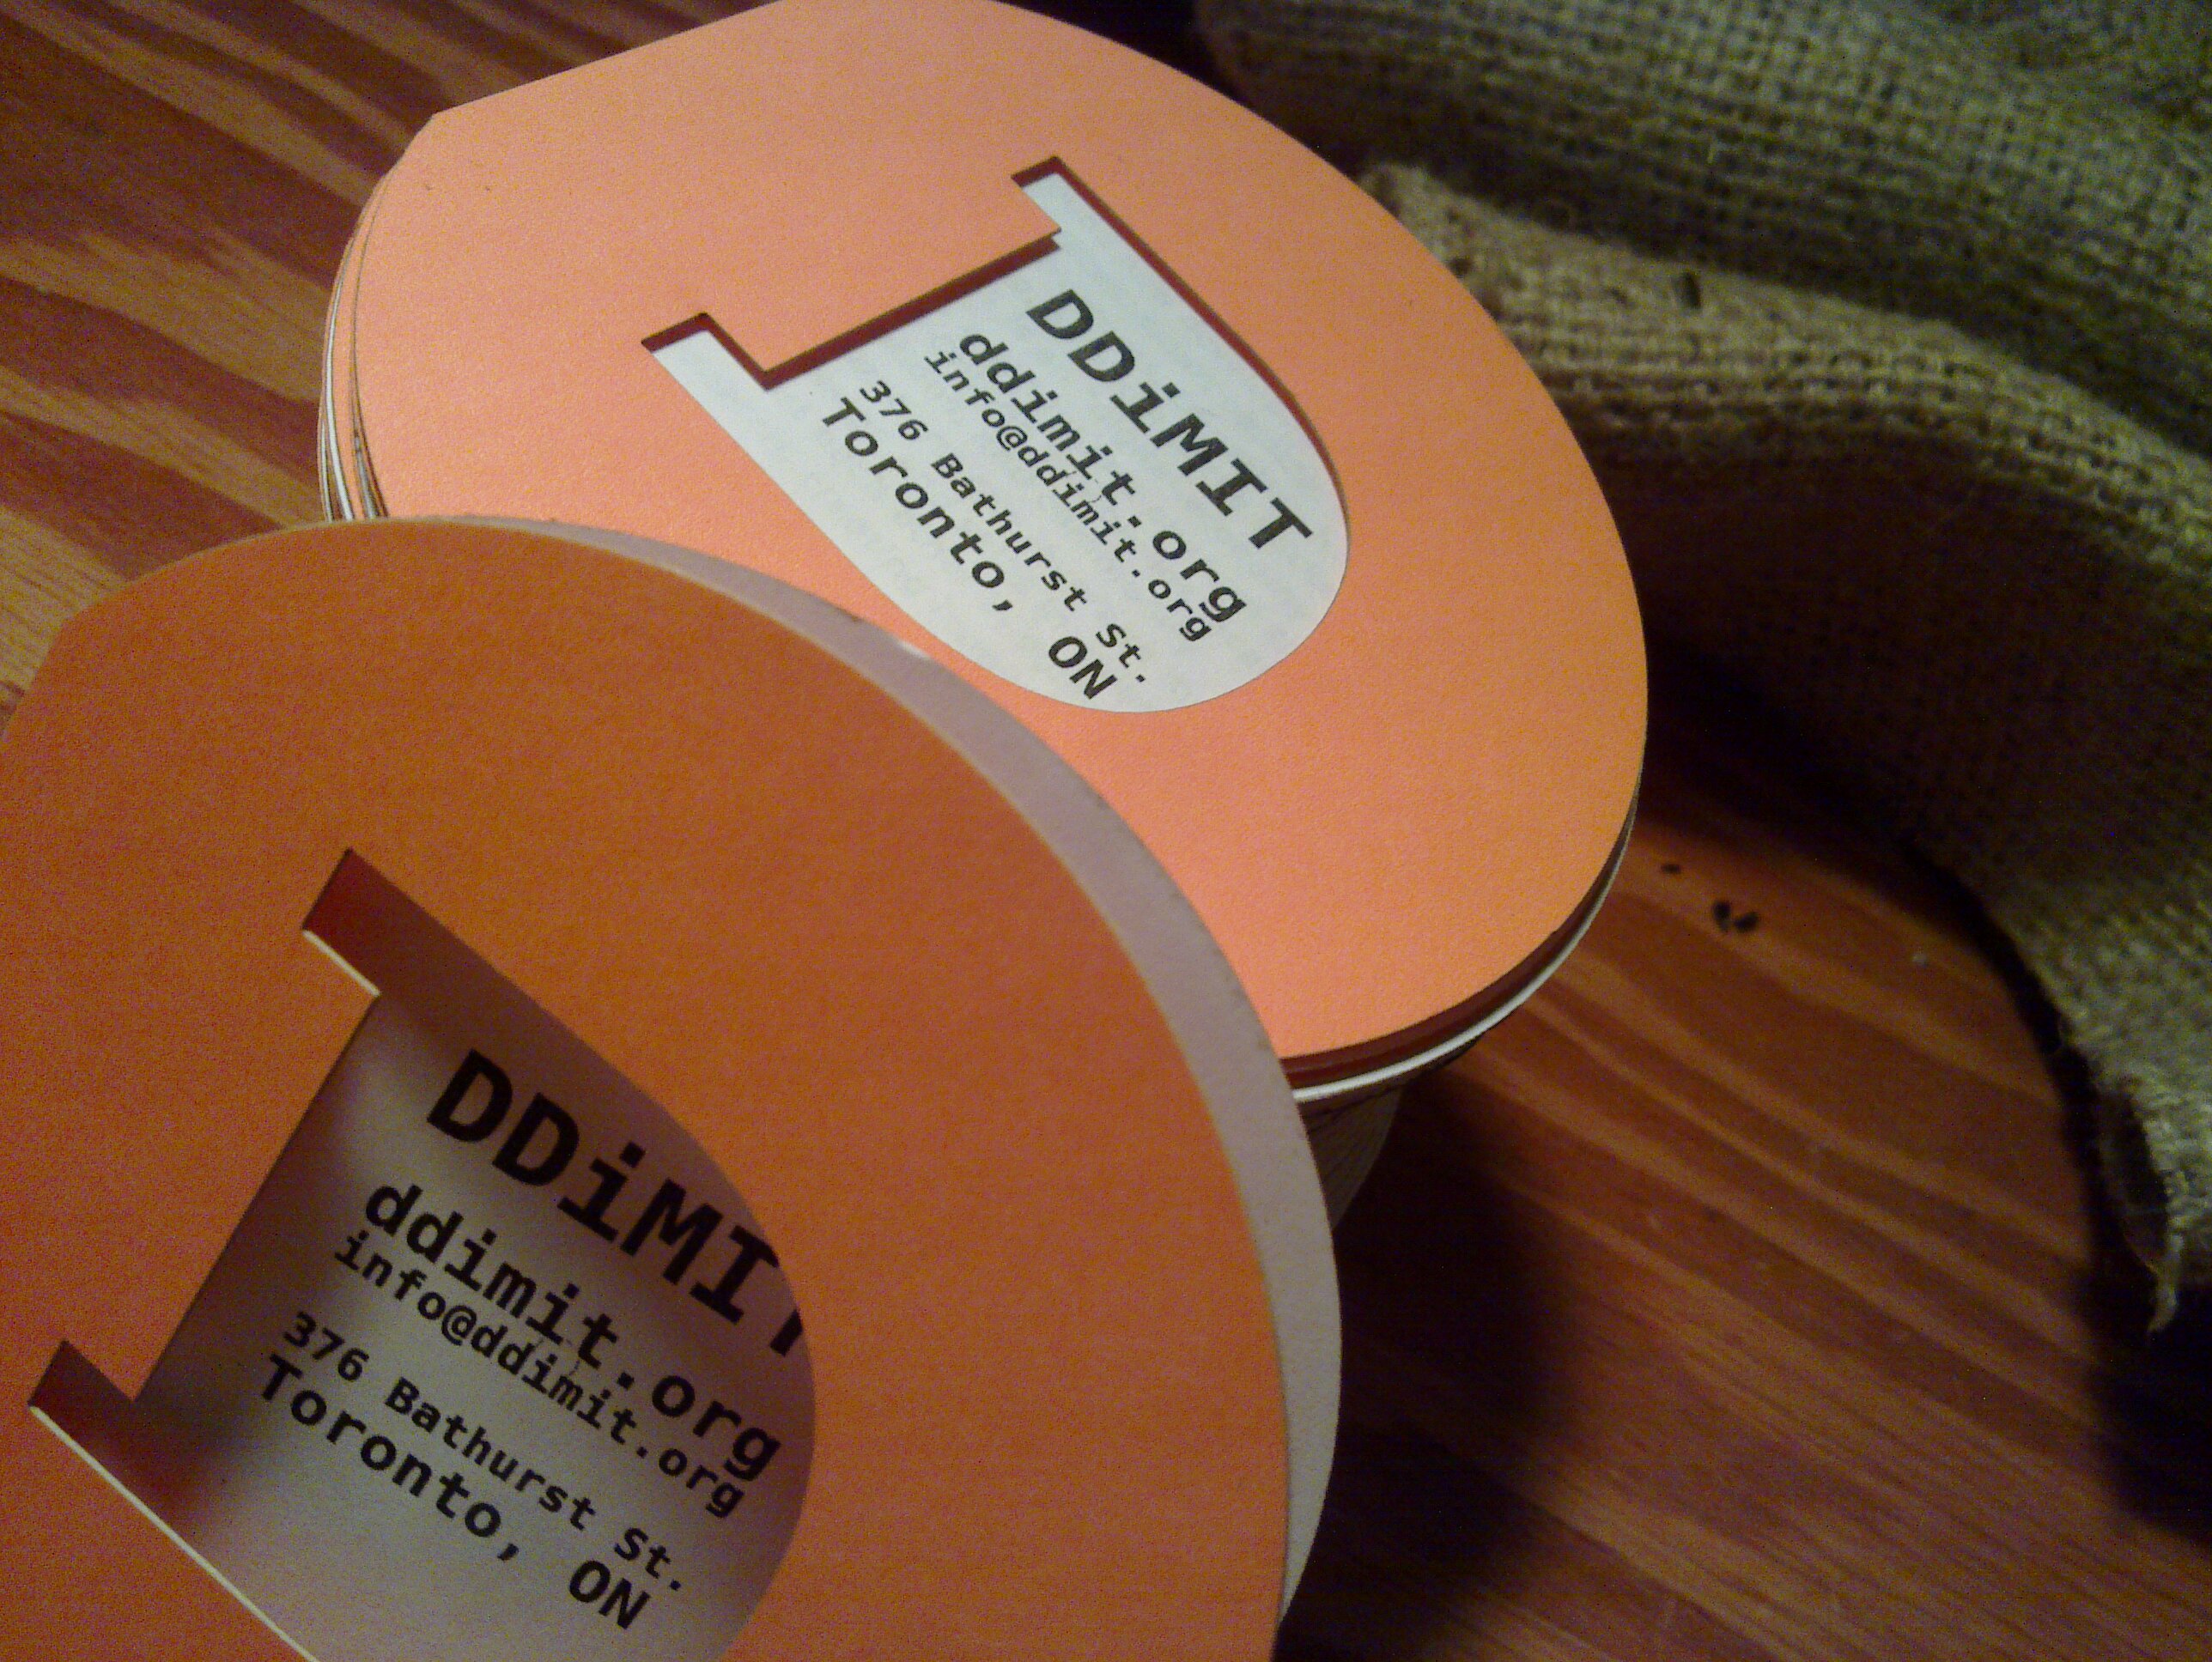 DDiMIT
ddimit.org
info@ddimit.org
376 Bathurst St.
Toronto, ON
DDiMIT
ddimit.org
info@ddimit.org
376 Bathurst St.
Toronto, ON